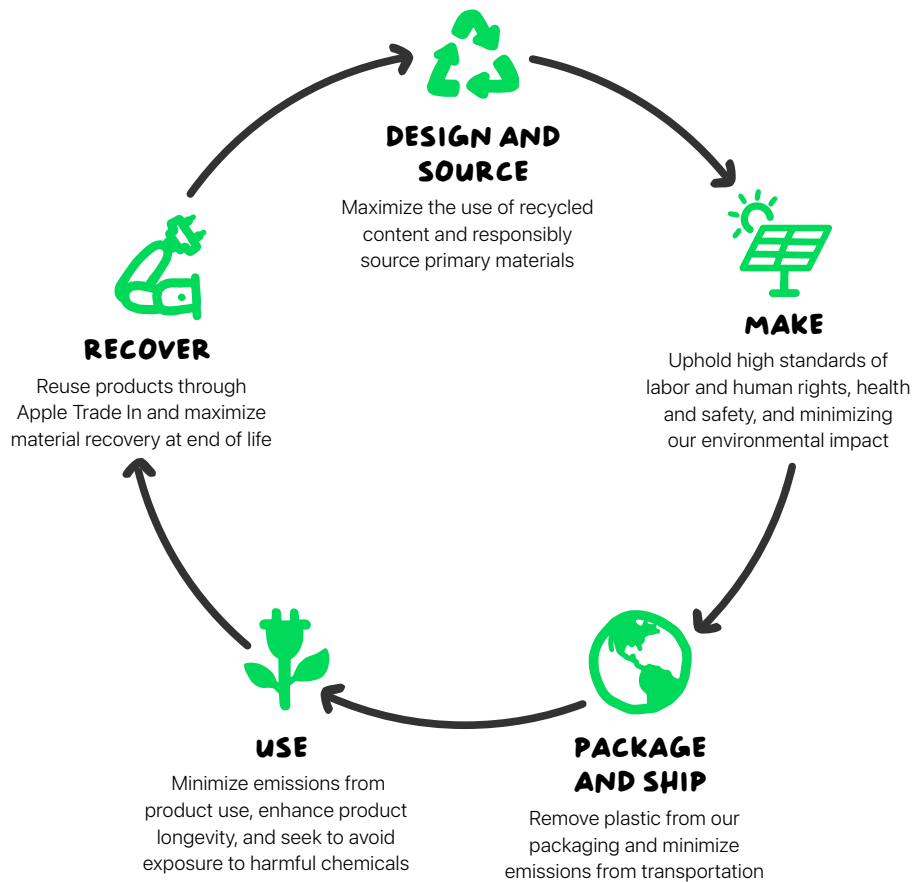 DESIGN AND
SOURCE
Maximize the use of recycled
content and responsibly
source primary materials
MAKE
Uphold high standards of
labor and human rights, health
and safety, and minimizing
our environmental impact
PACKAGE
AND SHIP
Remove plastic from our
packaging and minimize
emissions from transportation
USE
Minimize emissions from
product use, enhance product
longevity, and seek to avoid
exposure to harmful chemicals
RECOVER
Reuse products through
Apple Trade In and maximize
material recovery at end of life